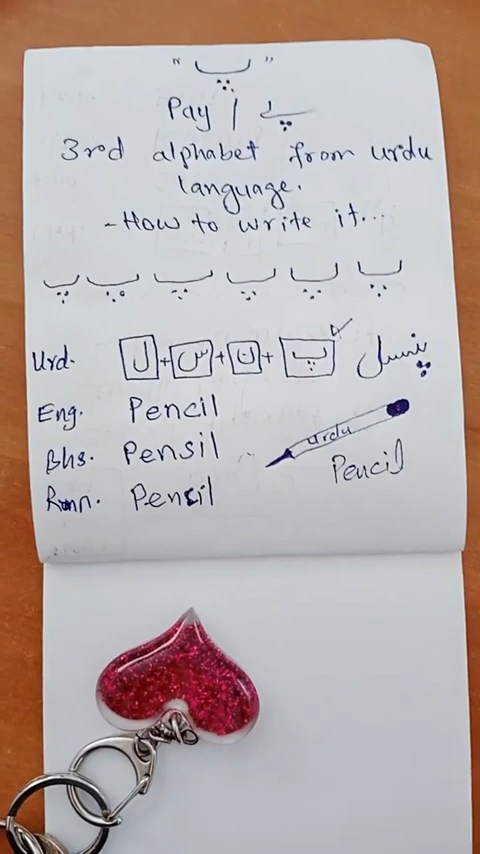 "پ"
Pay / پے
3rd alphabet from urdu
language.
- How to write it...
پ پ پ پ پ پ
Urd. ل + س + ن + پ ✓ پنسل
Eng. Pencil
Bhs. Pensil
Rmn. Pensil
urdu
Pencil